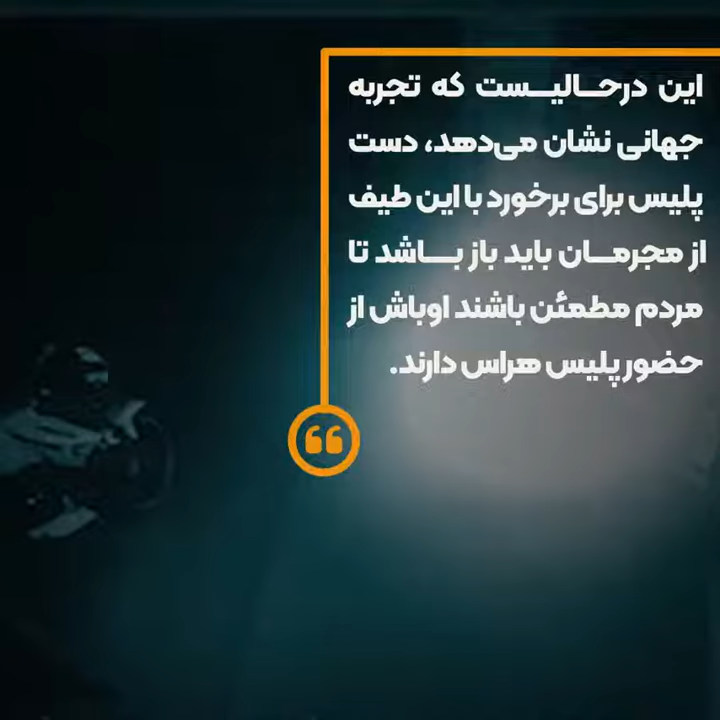 این درحالیست که تجربه
جهانی نشان می‌دهد، دست
پلیس برای برخورد با این طیف
از مجرمان باید باز باشد تا
مردم مطمئن باشند اوباش از
حضور پلیس هراس دارند.